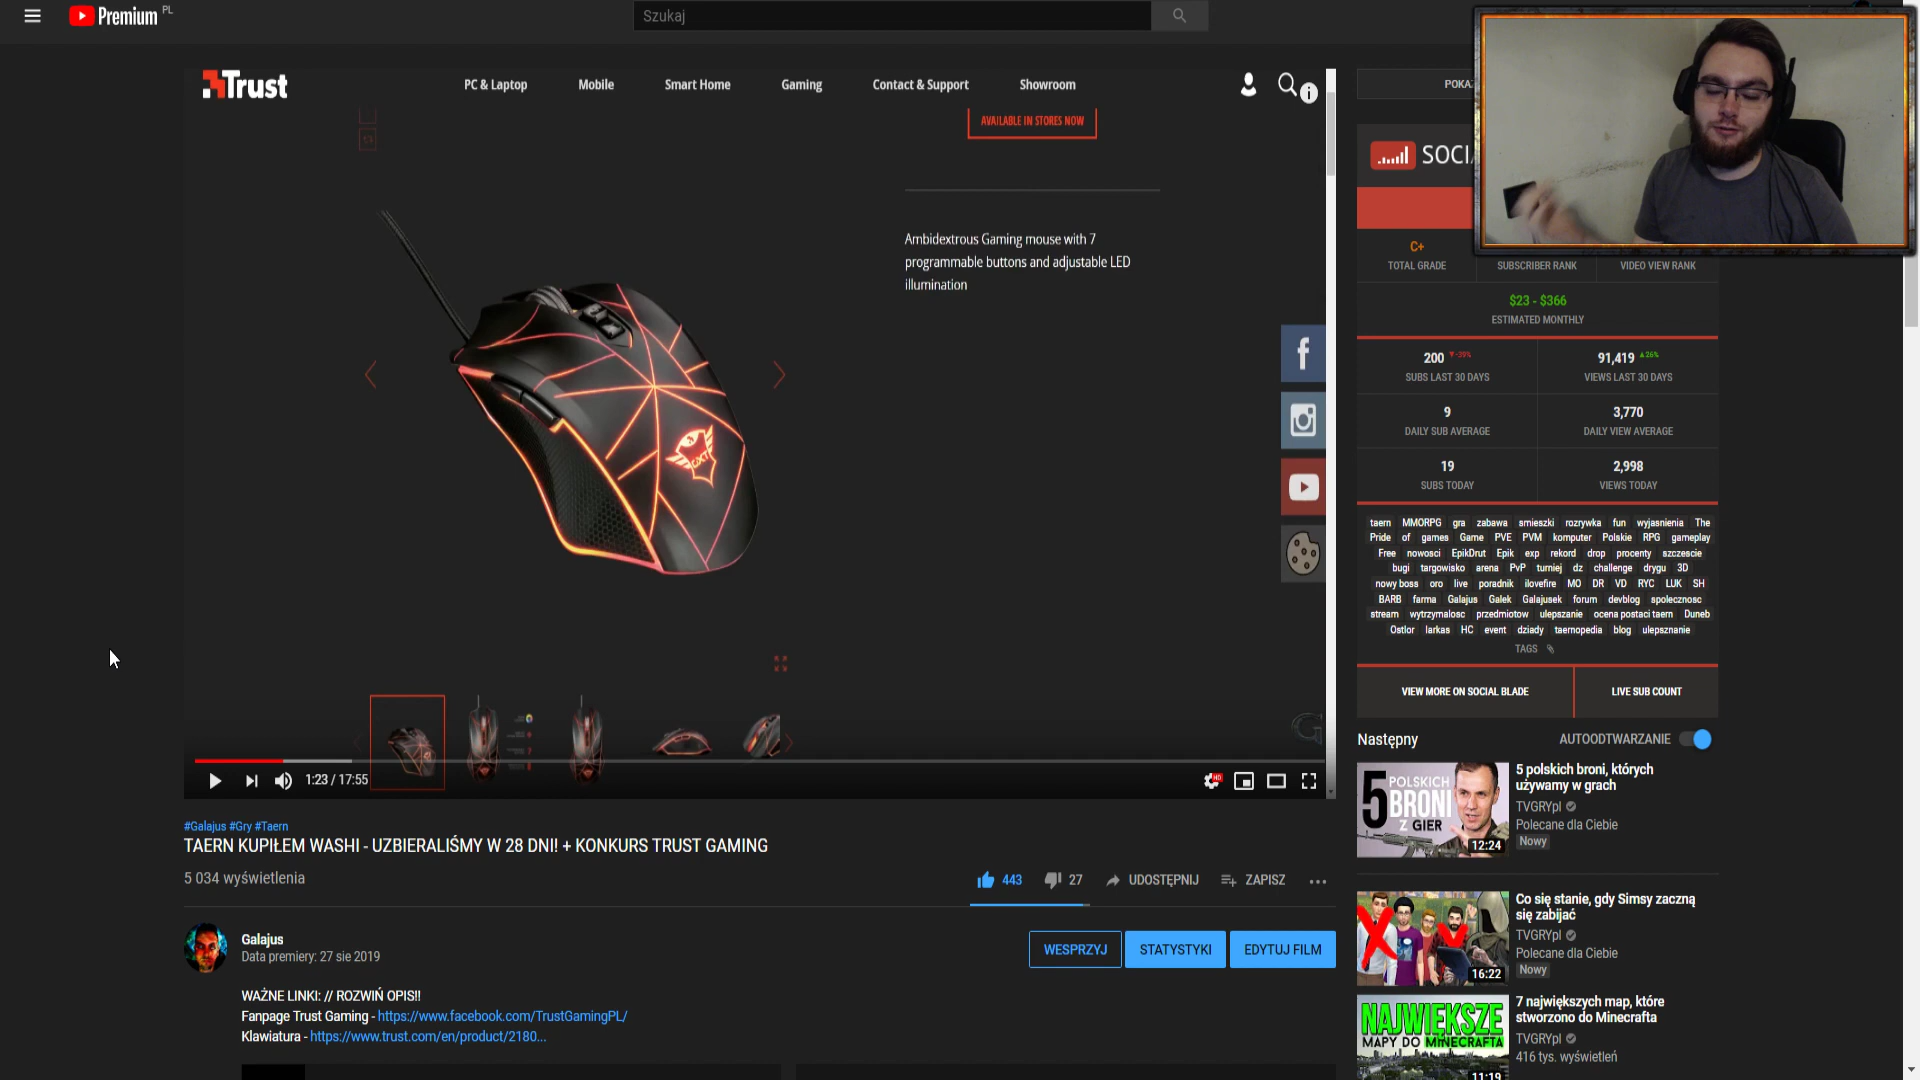 Premium PL
Szukaj
Trust
PC & Laptop
Mobile
Smart Home
Gaming
Contact & Support
Showroom
AVAILABLE IN STORES NOW
Ambidextrous Gaming mouse with 7
programmable buttons and adjustable LED
illumination
GXT
1:23 / 17:55
HD
#Galajus #Gry #Taern
TAERN KUPIŁEM WASHI - UZBIERALIŚMY W 28 DNI! + KONKURS TRUST GAMING
5 034 wyświetlenia
443
27
UDOSTĘPNIJ
ZAPISZ
Galajus
Data premiery: 27 sie 2019
WESPRZYJ
STATYSTYKI
EDYTUJ FILM
WAŻNE LINKI: // ROZWIŃ OPIS!!
Fanpage Trust Gaming - https://www.facebook.com/TrustGamingPL/
Klawiatura - https://www.trust.com/en/product/2180...
POKAŻ
SOCI
C+
TOTAL GRADE
SUBSCRIBER RANK
VIDEO VIEW RANK
$23 - $366
ESTIMATED MONTHLY
200 -39%
SUBS LAST 30 DAYS
91,419 26%
VIEWS LAST 30 DAYS
9
DAILY SUB AVERAGE
3,770
DAILY VIEW AVERAGE
19
SUBS TODAY
2,998
VIEWS TODAY
taern MMORPG gra zabawa smieszki rozrywka fun wyjasnienia The
Pride of games Game PVE PVM komputer Polskie RPG gameplay
Free nowosci EpikDrut Epik exp rekord drop procenty szczescie
bugi targowisko arena PvP turniej dz challenge drygu 3D
nowy boss oro live poradnik ilovefire MO DR VD RYC LUK SH
BARB farma Galajus Galek Galajusek forum devblog spolecznosc
stream wytrzymalosc przedmiotow ulepszanie ocena postaci taern Duneb
Ostlor larkas HC event dziady taernopedia blog ulepsznanie
TAGS
VIEW MORE ON SOCIAL BLADE
LIVE SUB COUNT
Następny
AUTOODTWARZANIE
5 POLSKICH
BRONI
Z GIER
12:24
5 polskich broni, których
używamy w grach
TVGRYpl
Polecane dla Ciebie
Nowy
16:22
Co się stanie, gdy Simsy zaczną
się zabijać
TVGRYpl
Polecane dla Ciebie
Nowy
NAJWIĘKSZE
MAPY DO MINECRAFTA
11:19
7 największych map, które
stworzono do Minecrafta
TVGRYpl
416 tys. wyświetleń